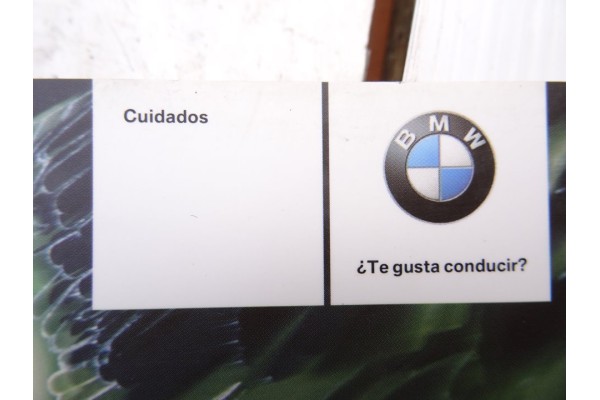 Cuidados
BMW
¿Te gusta conducir?